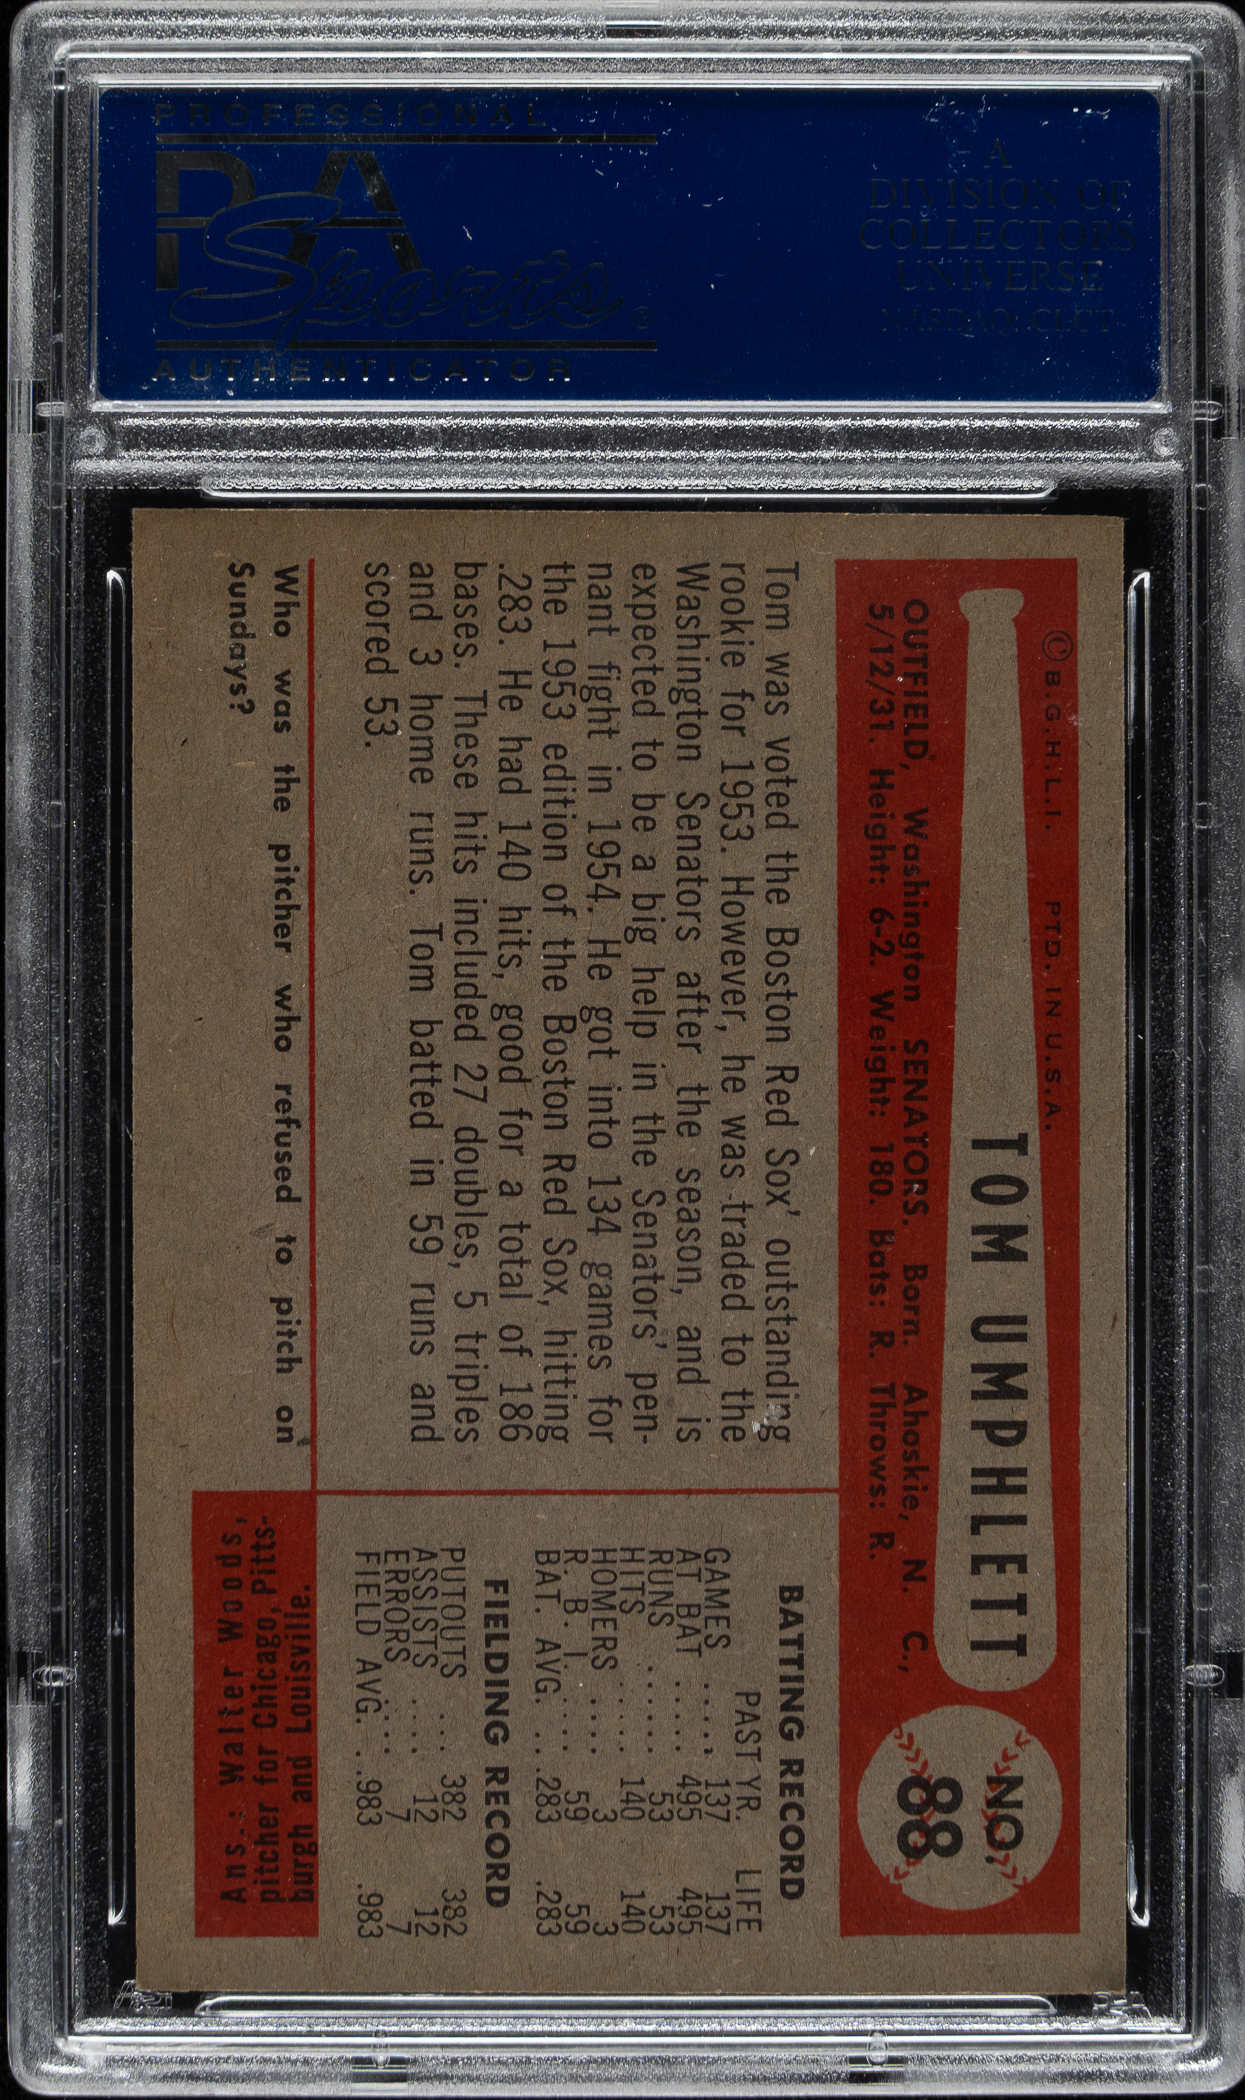 PROFESSIONAL
PSA
Sports®
AUTHENTICATOR
A
DIVISION OF
COLLECTORS
UNIVERSE
NASDAQ: CLCT
© B.G.H.L.I. PTD. IN U.S.A.
TOM UMPHLETT
NO.
88
OUTFIELD, Washington SENATORS. Born. Ahoskie, N. C.,
5/12/31. Height: 6-2. Weight: 180. Bats: R. Throws: R.
Tom was voted the Boston Red Sox' outstanding
rookie for 1953. However, he was traded to the
Washington Senators after the season, and is
expected to be a big help in the Senators' pen-
nant fight in 1954. He got into 134 games for
the 1953 edition of the Boston Red Sox, hitting
.283. He had 140 hits, good for a total of 186
bases. These hits included 27 doubles, 5 triples
and 3 home runs. Tom batted in 59 runs and
scored 53.
BATTING RECORD
PAST YR. LIFE
GAMES ..... 137 137
AT BAT ..... 495 495
RUNS ...... 53 53
HITS ...... 140 140
HOMERS .... 3 3
R. B. I. .... 59 59
BAT. AVG. ... .283 .283
FIELDING RECORD
PUTOUTS ... 382 382
ASSISTS .... 12 12
ERRORS .... 7 7
FIELD AVG. . .983 .983
Who was the pitcher who refused to pitch on
Sundays?
Ans.: Walter Woods,
pitcher for Chicago, Pitts-
burgh and Louisville.
PSA
PSA